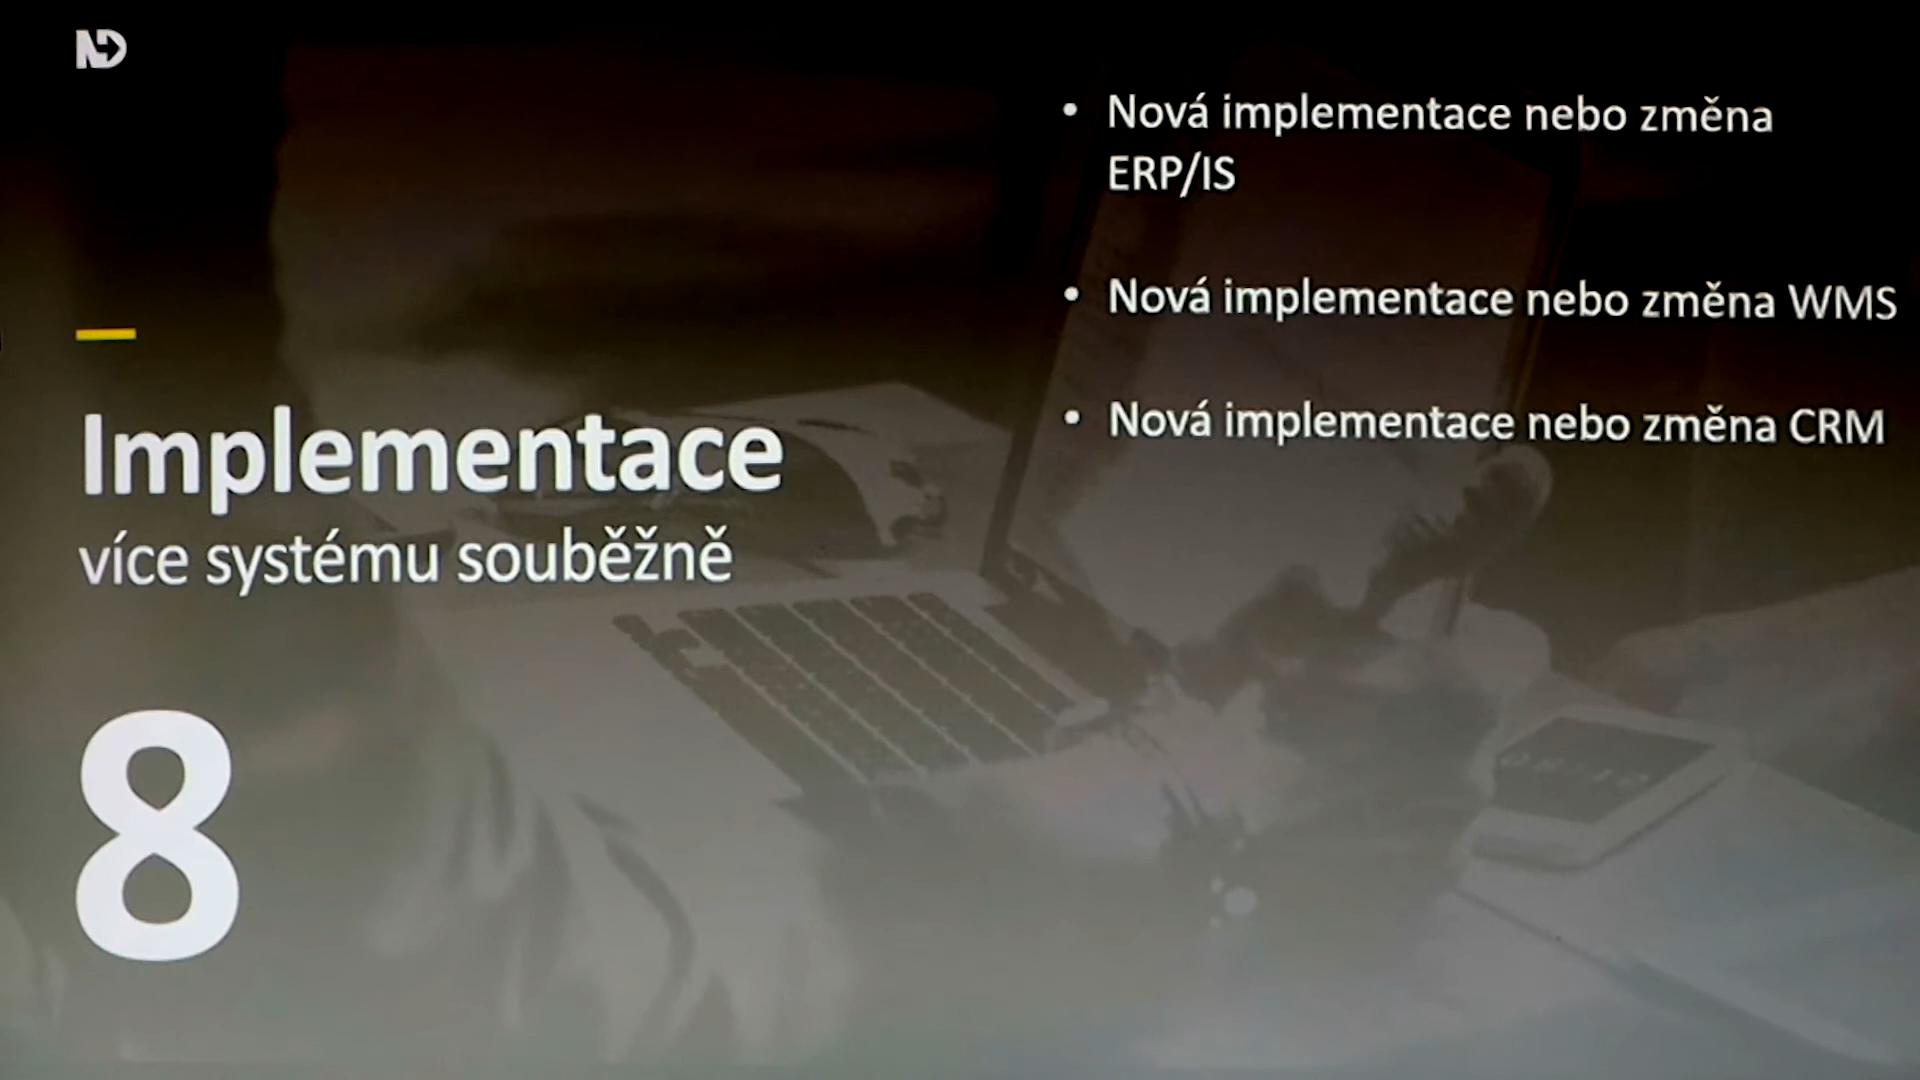 ND
Implementace
více systému souběžně
8
• Nová implementace nebo změna
ERP/IS
• Nová implementace nebo změna WMS
• Nová implementace nebo změna CRM